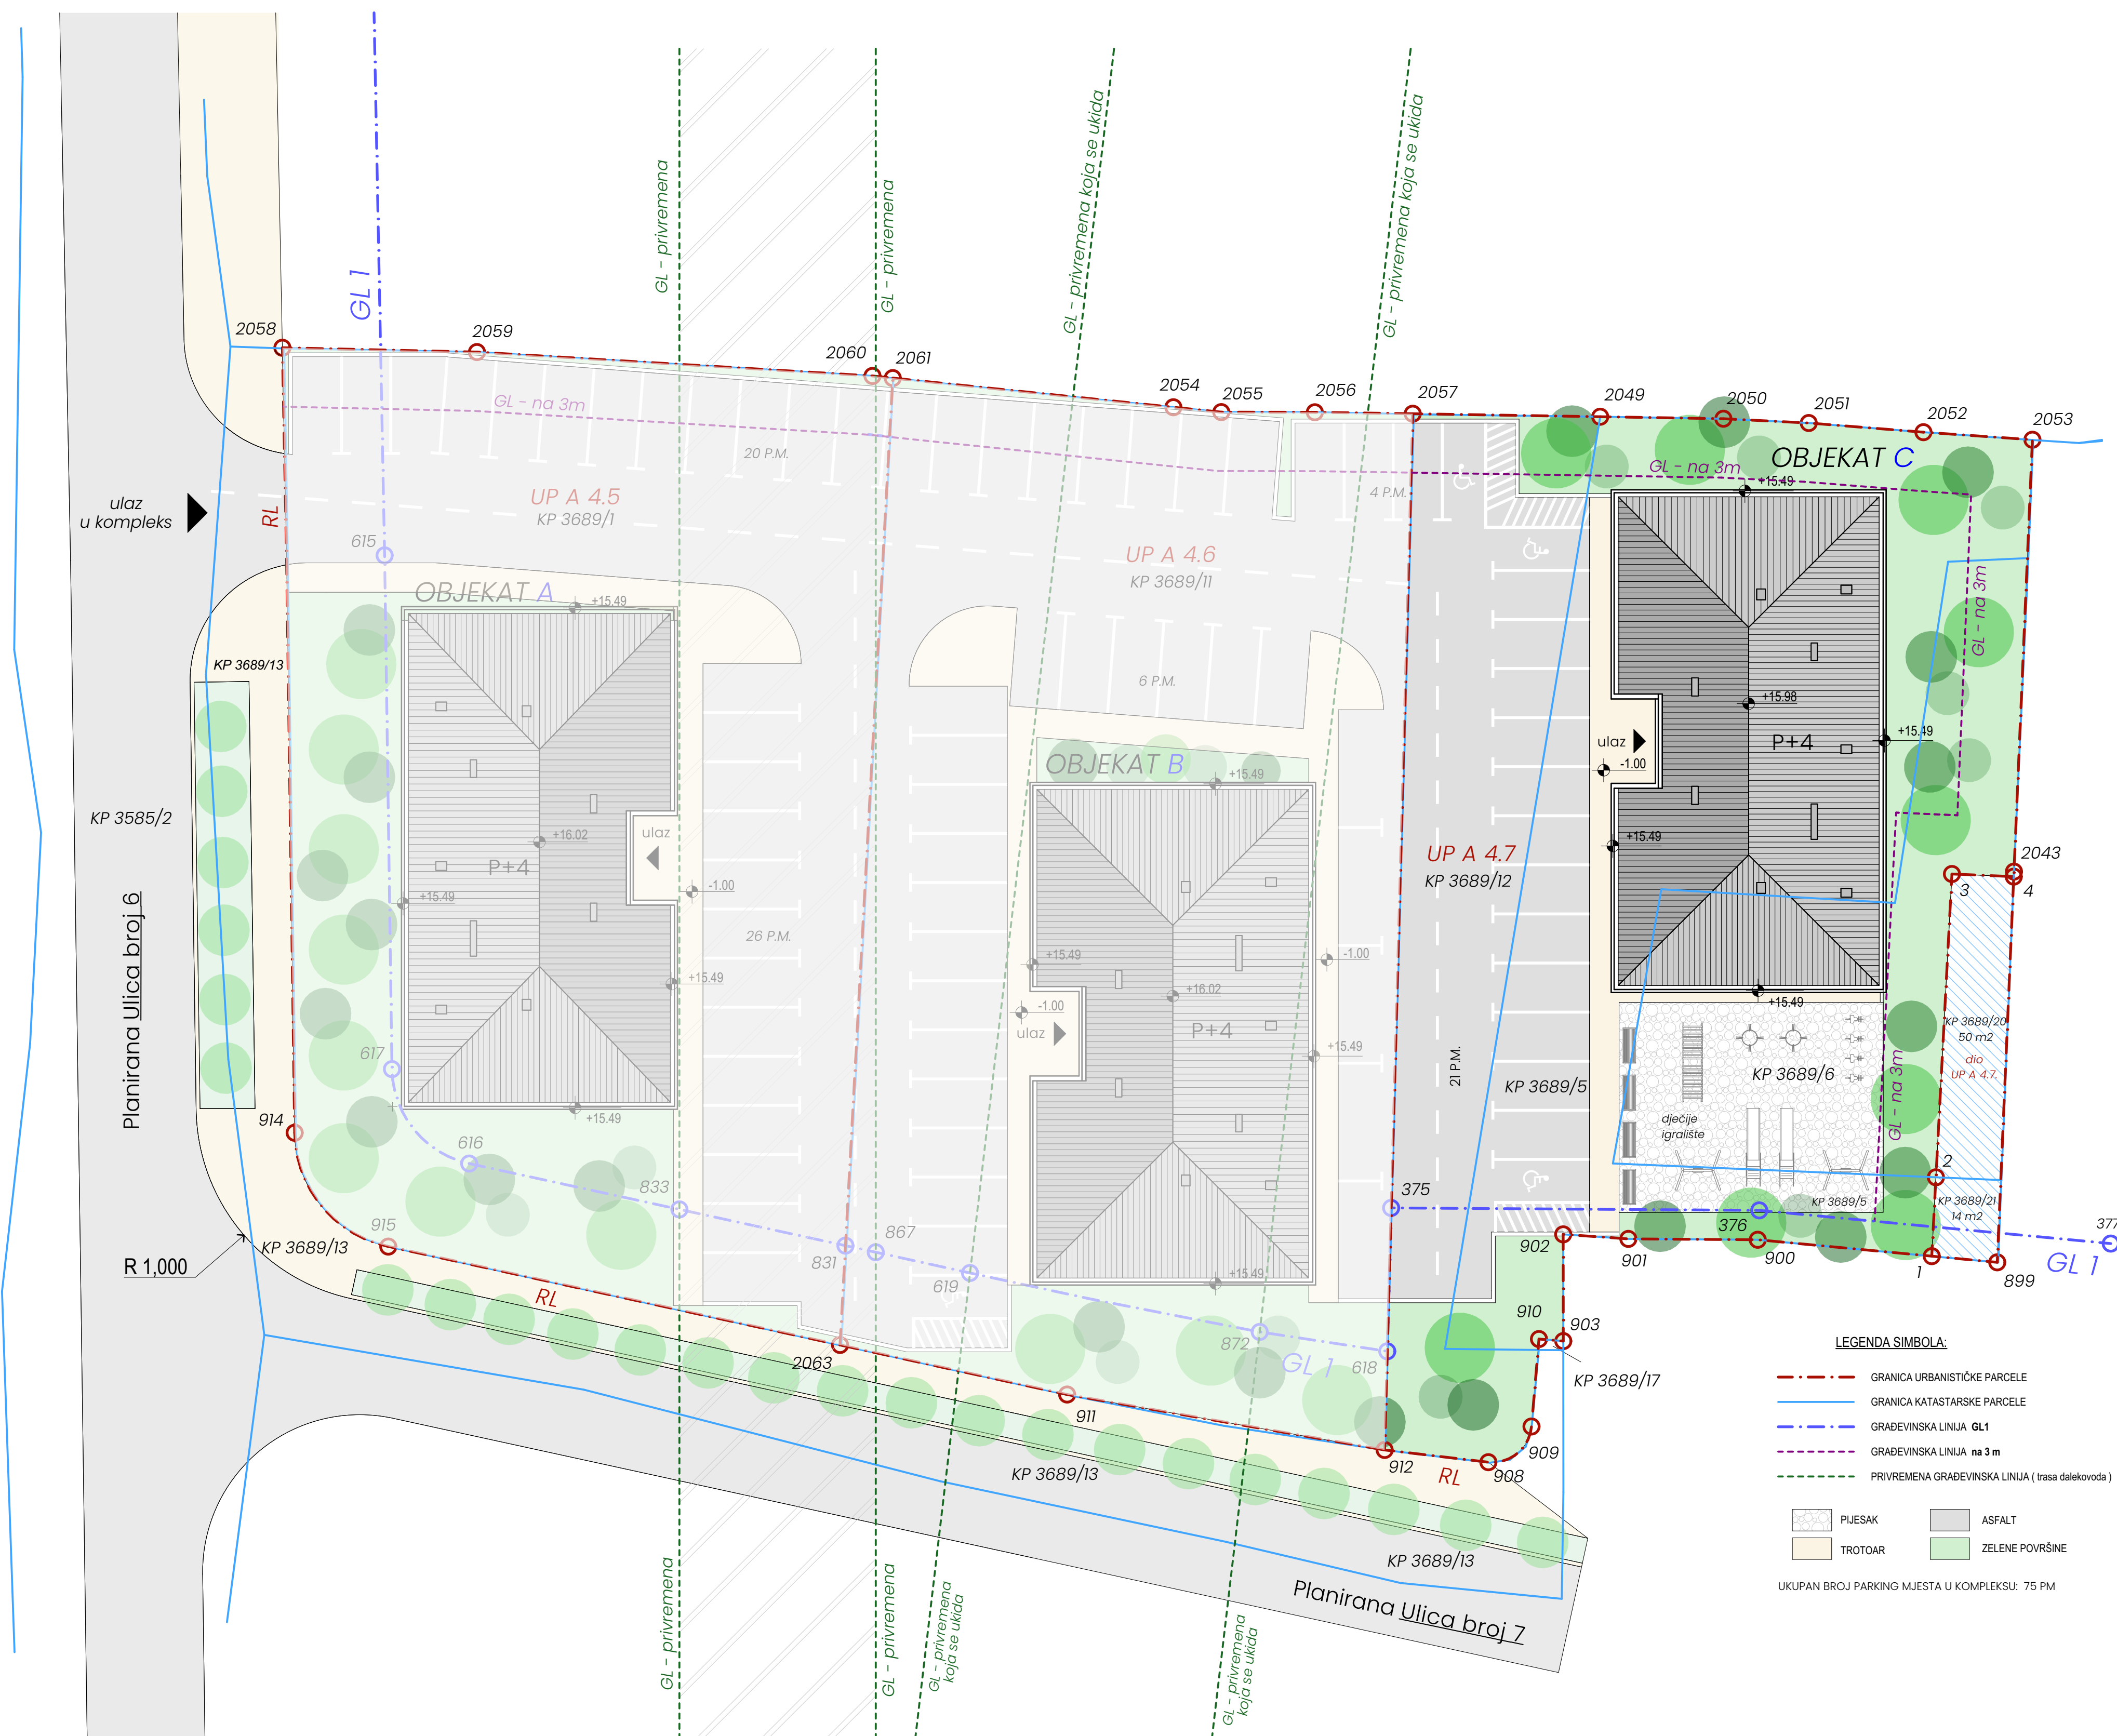 GL 1
GL - privremena
GL - privremena
GL - privremena koja se ukida
GL - privremena koja se ukida
2058
2059
2060
2061
2054
2055
2056
2057
2049
2050
2051
2052
2053
OBJEKAT C
GL - na 3m
GL - na 3m
+15.49
20 P.M.
4 P.M.
UP A 4.5
KP 3689/1
ulaz
u kompleks
RL
615
UP A 4.6
KP 3689/11
OBJEKAT A
+15.49
GL - na 3m
KP 3689/13
6 P.M.
+15.98
P+4
+15.49
ulaz
-1.00
OBJEKAT B
+15.49
KP 3585/2
+16.02
P+4
ulaz
-1.00
+15.49
+15.49
UP A 4.7
KP 3689/12
+15.49
2043
3
4
26 P.M.
-1.00
+15.49
+16.02
P+4
-1.00
ulaz
+15.49
+15.49
Planirana Ulica broj 6
617
+15.49
21 P.M.
KP 3689/5
KP 3689/6
dječije
igralište
GL - na 3m
KP 3689/20
50 m2
dio
UP A 4.7.
914
616
833
2
375
376
KP 3689/5
KP 3689/21
14 m2
377
GL 1
915
KP 3689/13
R 1,000
831
867
619
+15.49
902
901
900
1
899
RL
2063
872
GL 1
618
910
903
KP 3689/17
911
912
RL
908
909
KP 3689/13
KP 3689/13
Planirana Ulica broj 7
GL - privremena
GL - privremena
GL - privremena
koja se ukida
GL - privremena
koja se ukida
LEGENDA SIMBOLA:
GRANICA URBANISTIČKE PARCELE
GRANICA KATASTARSKE PARCELE
GRAĐEVINSKA LINIJA GL1
GRAĐEVINSKA LINIJA na 3 m
PRIVREMENA GRAĐEVINSKA LINIJA ( trasa dalekovoda )
PIJESAK
ASFALT
TROTOAR
ZELENE POVRŠINE
UKUPAN BROJ PARKING MJESTA U KOMPLEKSU: 75 PM